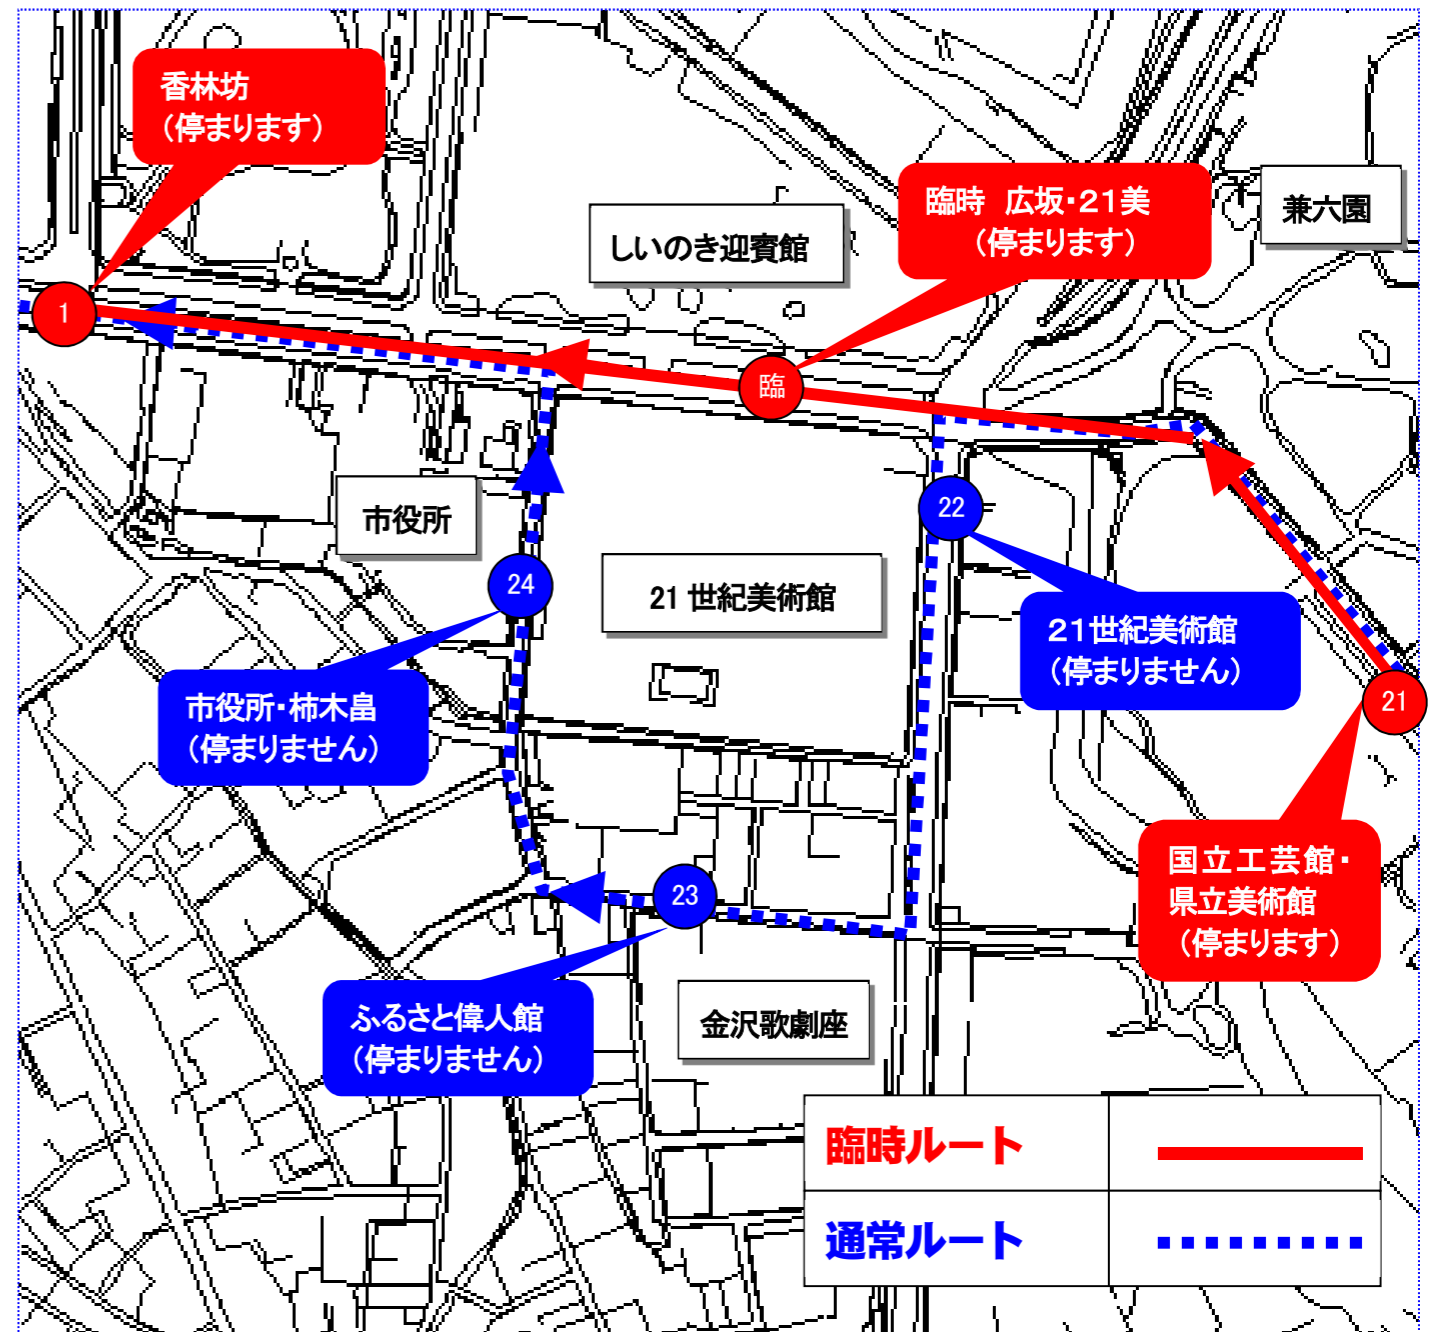 香林坊
（停まります）
臨時 広坂・21美
（停まります）
兼六園
しいのき迎賓館
1
臨
市役所
22
24
21 世紀美術館
21世紀美術館
（停まりません）
市役所・柿木畠
（停まりません）
21
国立工芸館・
県立美術館
（停まります）
23
ふるさと偉人館
（停まりません）
金沢歌劇座
臨時ルート
通常ルート